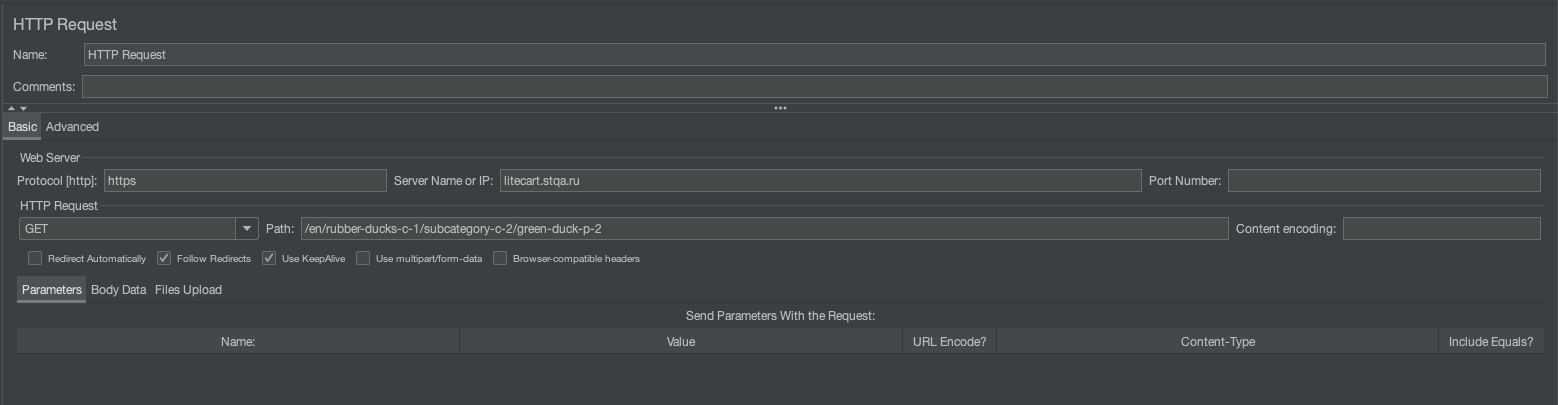 HTTP Request
Name: HTTP Request
Comments:
Basic Advanced
Web Server
Protocol [http]: https Server Name or IP: litecart.stqa.ru Port Number:
HTTP Request
GET Path: /en/rubber-ducks-c-1/subcategory-c-2/green-duck-p-2 Content encoding:
Redirect Automatically Follow Redirects Use KeepAlive Use multipart/form-data Browser-compatible headers
Parameters Body Data Files Upload
Send Parameters With the Request:
Name: Value URL Encode? Content-Type Include Equals?